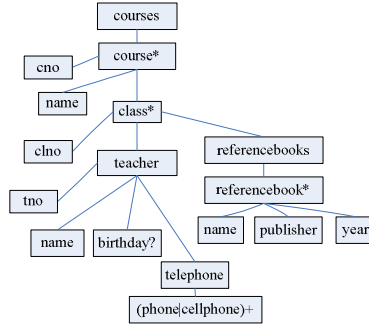 courses
course*
cno
name
class*
clno
referencebooks
teacher
referencebook*
tno
name
publisher
year
name
birthday?
telephone
(phone|cellphone)+